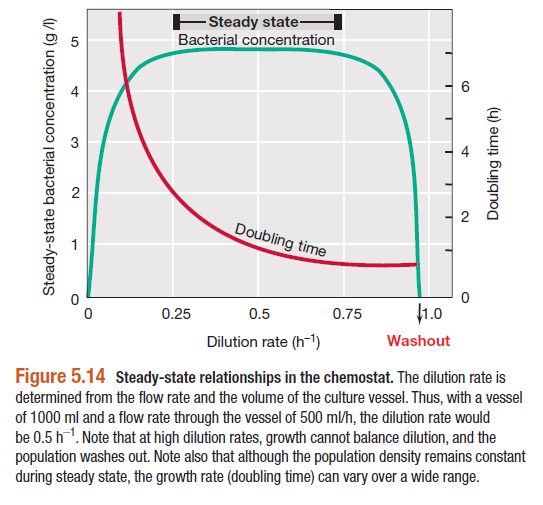 Steady state
Bacterial concentration
Steady-state bacterial concentration (g /l)
5
4
3
2
1
0
6
4
2
0
Doubling time (h)
Doubling time
0
0.25
0.5
0.75
1.0
Dilution rate (h–1)
Washout
Figure 5.14 Steady-state relationships in the chemostat. The dilution rate is
determined from the flow rate and the volume of the culture vessel. Thus, with a vessel
of 1000 ml and a flow rate through the vessel of 500 ml/h, the dilution rate would
be 0.5 h–1. Note that at high dilution rates, growth cannot balance dilution, and the
population washes out. Note also that although the population density remains constant
during steady state, the growth rate (doubling time) can vary over a wide range.